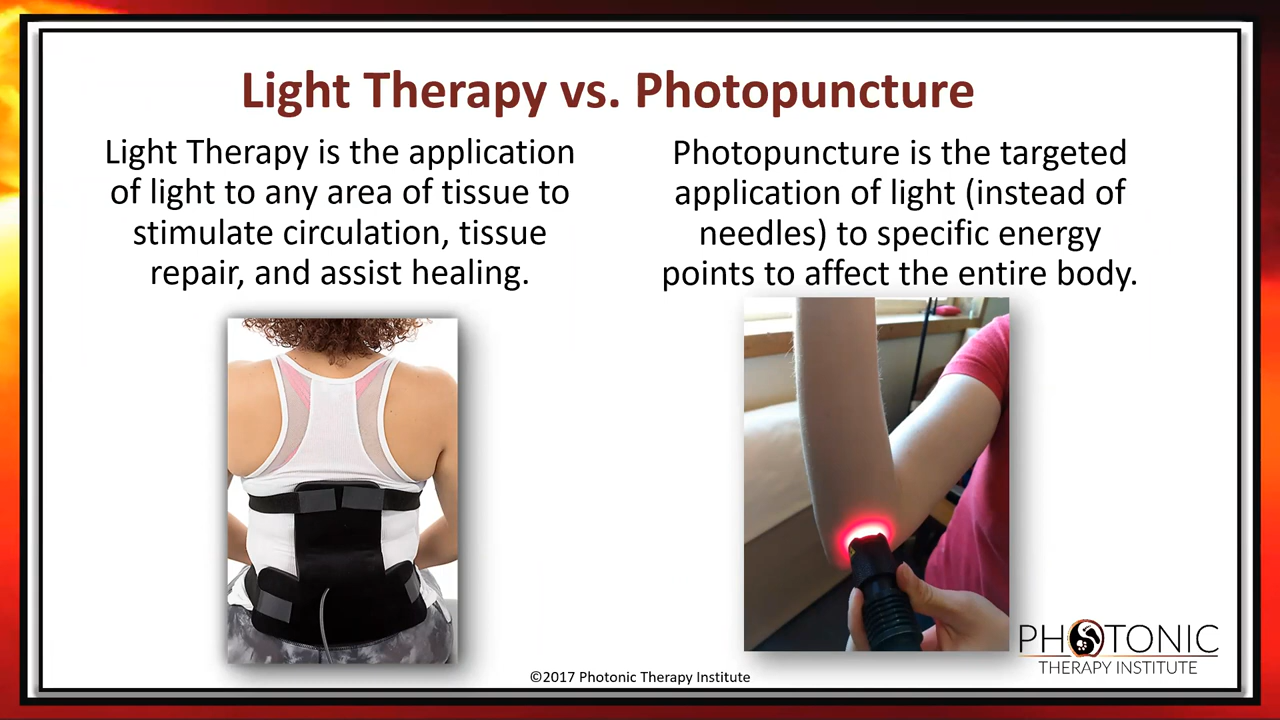 Light Therapy vs. Photopuncture
Light Therapy is the application
of light to any area of tissue to
stimulate circulation, tissue
repair, and assist healing.
Photopuncture is the targeted
application of light (instead of
needles) to specific energy
points to affect the entire body.
PHOTONIC
THERAPY INSTITUTE
©2017 Photonic Therapy Institute